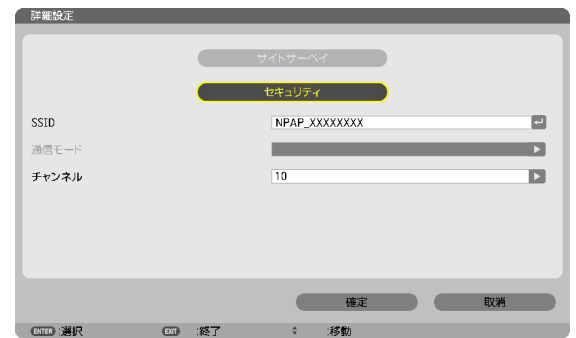 詳細設定
サイトサーベイ
セキュリティ
SSID NPAP_XXXXXXXX
通信モード
チャンネル 10
確定 取消
ENTER :選択 EXIT :終了 :移動